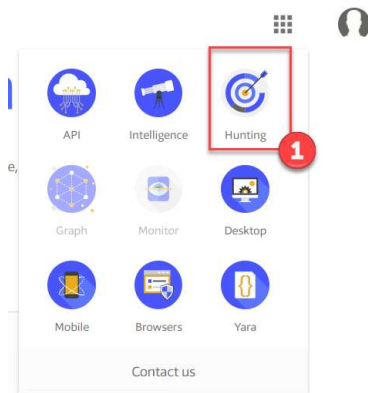 API Intelligence Hunting
1
e,
Graph Monitor Desktop
Mobile Browsers Yara
Contact us